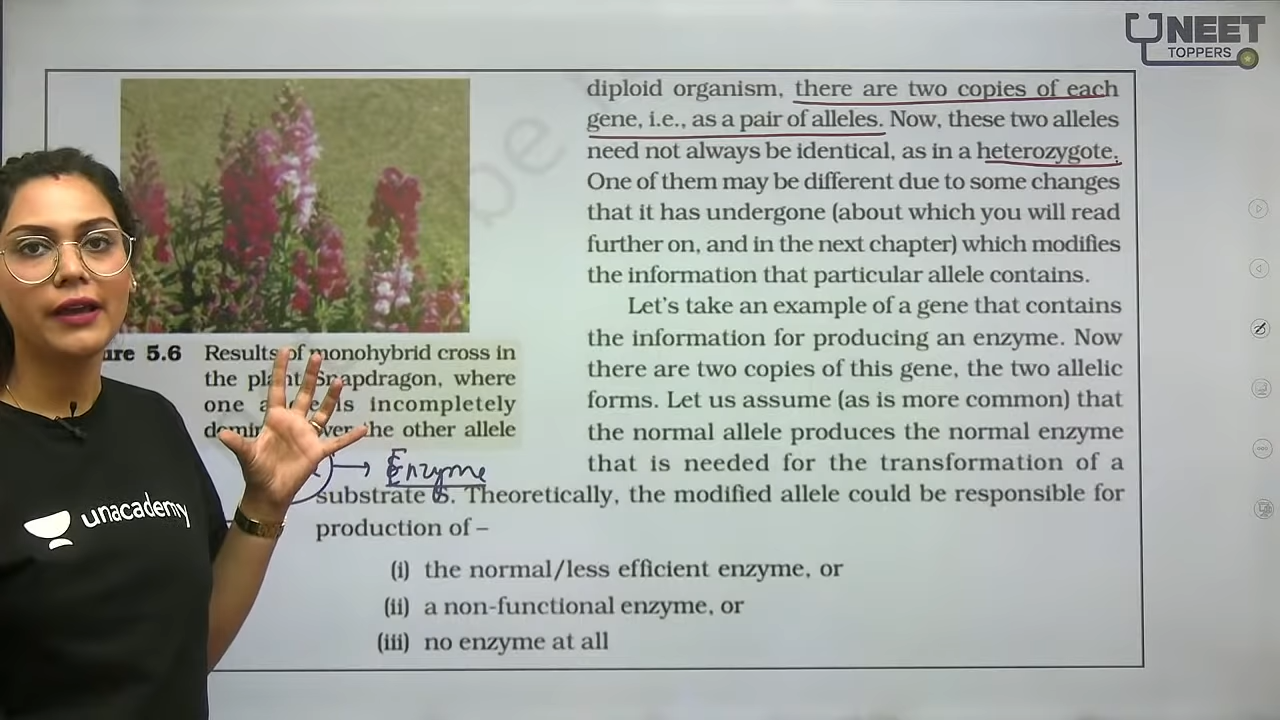 NEET
TOPPERS
diploid organism, there are two copies of each
gene, i.e., as a pair of alleles. Now, these two alleles
need not always be identical, as in a heterozygote.
One of them may be different due to some changes
that it has undergone (about which you will read
further on, and in the next chapter) which modifies
the information that particular allele contains.
Let's take an example of a gene that contains
the information for producing an enzyme. Now
there are two copies of this gene, the two allelic
forms. Let us assume (as is more common) that
the normal allele produces the normal enzyme
that is needed for the transformation of a
substrate S. Theoretically, the modified allele could be responsible for
production of –
(i) the normal/less efficient enzyme, or
(ii) a non-functional enzyme, or
(iii) no enzyme at all
5.6 Results of monohybrid cross in
the Snapdragon, where
one is incompletely
the other allele
→ Enzyme
unacademy
be